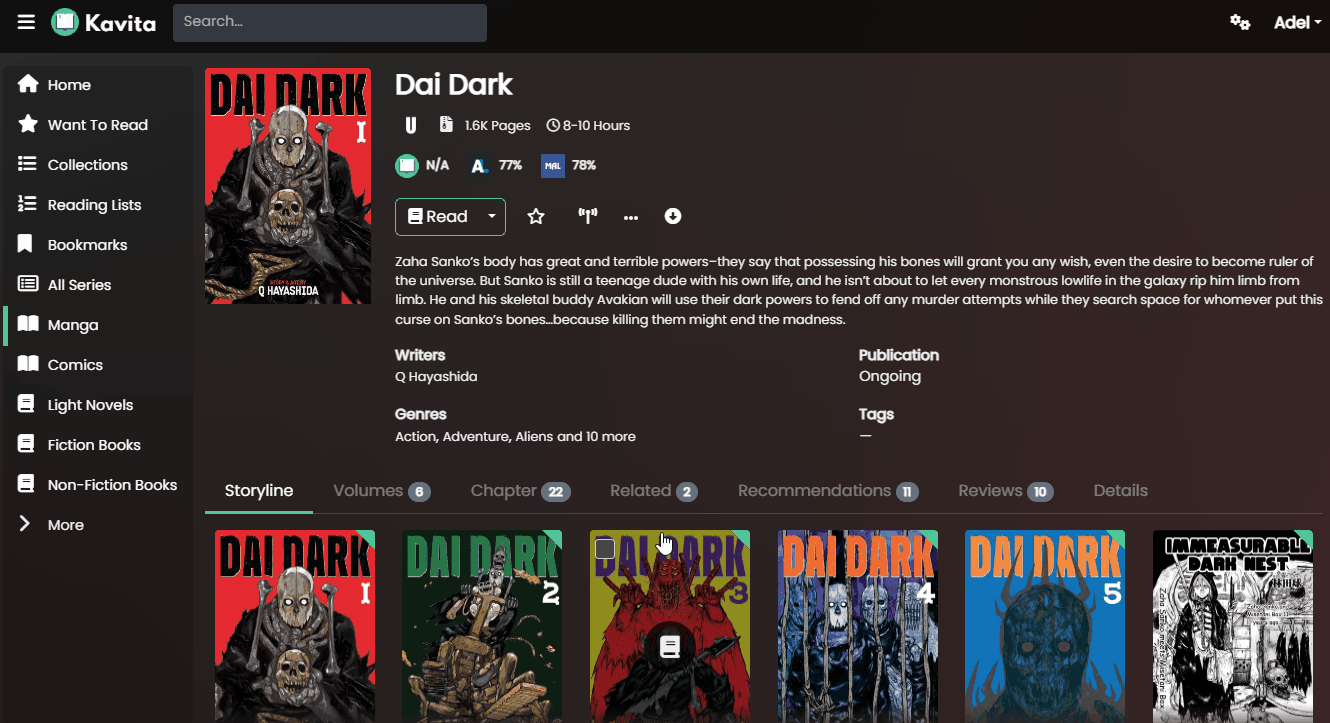 Kavita
Search...
Adel
Home
Want To Read
Collections
Reading Lists
Bookmarks
All Series
Manga
Comics
Light Novels
Fiction Books
Non-Fiction Books
More
DAI DARK
1
STORY & ART BY
Q HAYASHIDA
Dai Dark
U
1.6K Pages
8-10 Hours
N/A
A.
77%
MAL
78%
Read
Zaha Sanko’s body has great and terrible powers–they say that possessing his bones will grant you any wish, even the desire to become ruler of
the universe. But Sanko is still a teenage dude with his own life, and he isn’t about to let every monstrous lowlife in the galaxy rip him limb from
limb. He and his skeletal buddy Avakian will use their dark powers to fend off any murder attempts while they search space for whomever put this
curse on Sanko’s bones…because killing them might end the madness.
Writers
Q Hayashida
Publication
Ongoing
Genres
Action, Adventure, Aliens and 10 more
Tags
—
Storyline
Volumes 6
Chapter 22
Related 2
Recommendations 11
Reviews 10
Details
DAI DARK
1
DAI DARK
2
DAI DARK
3
DAI DARK
4
DAI DARK
5
IMMEASURABLE
DARK NEST